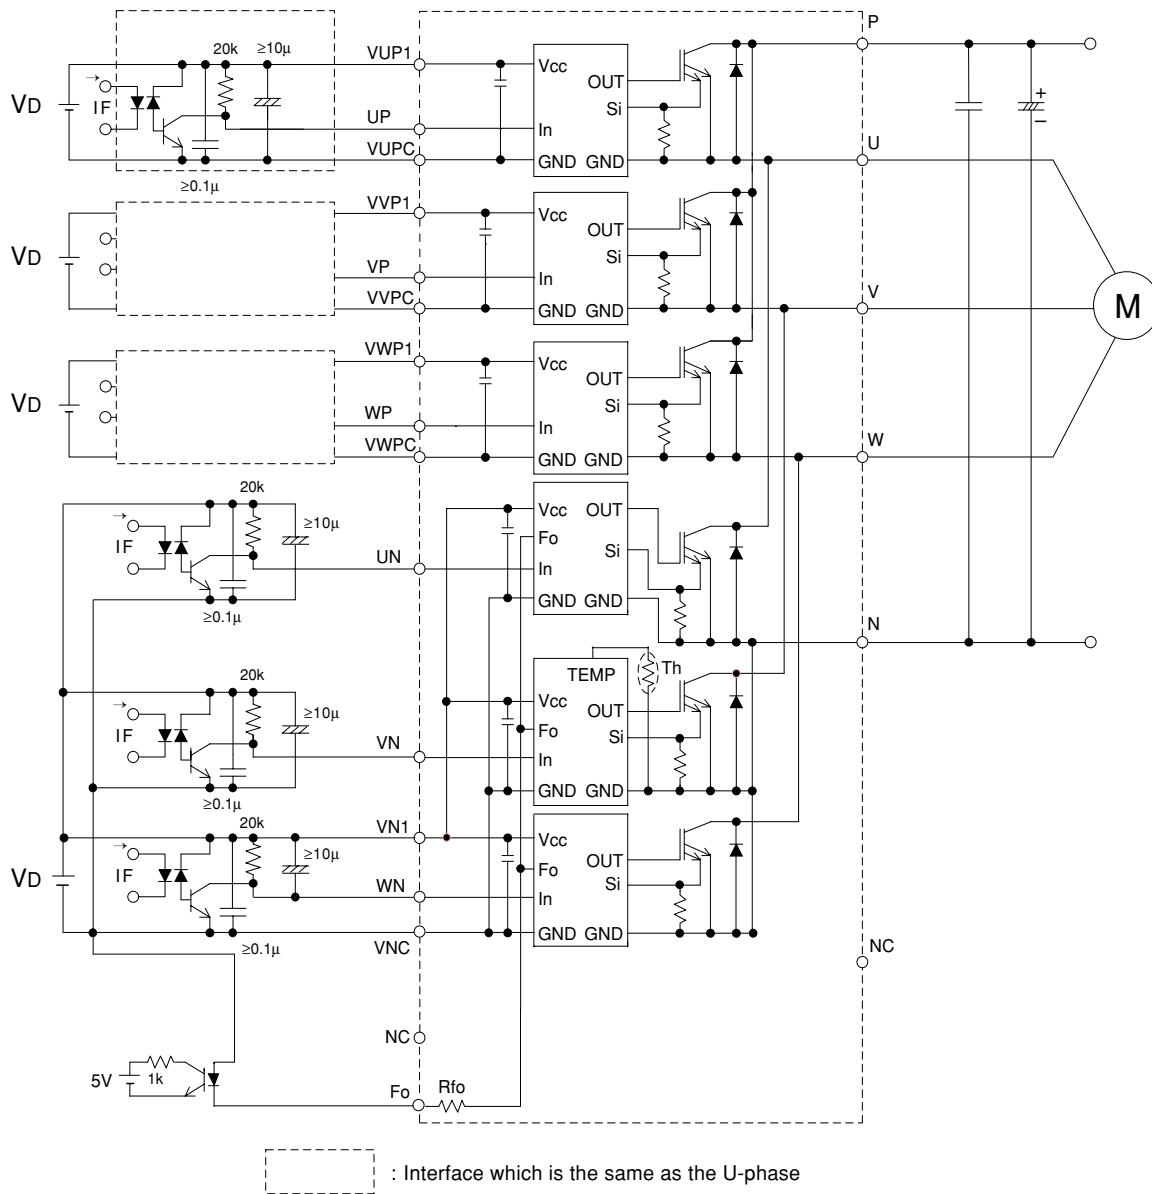 P
20k ≥10µ VUP1
Vcc
OUT
Si
VD IF UP
In
VUPC
GND GND
U
≥0.1µ
+
–
VVP1
Vcc
OUT
Si
VD VP
In
VVPC
GND GND
V
M
VWP1
Vcc
OUT
Si
VD WP
In
VWPC
GND GND
W
20k
≥10µ
IF
UN
≥0.1µ
Vcc OUT
Fo
Si
In
GND GND
N
20k
≥10µ
IF
VN
≥0.1µ
TEMP Th
Vcc
OUT
Fo
Si
In
GND GND
20k
VN1
≥10µ
IF
VD WN
VNC
≥0.1µ
Vcc
OUT
Fo
Si
In
GND GND
NC
NC
5V 1k
Fo Rfo
: Interface which is the same as the U-phase